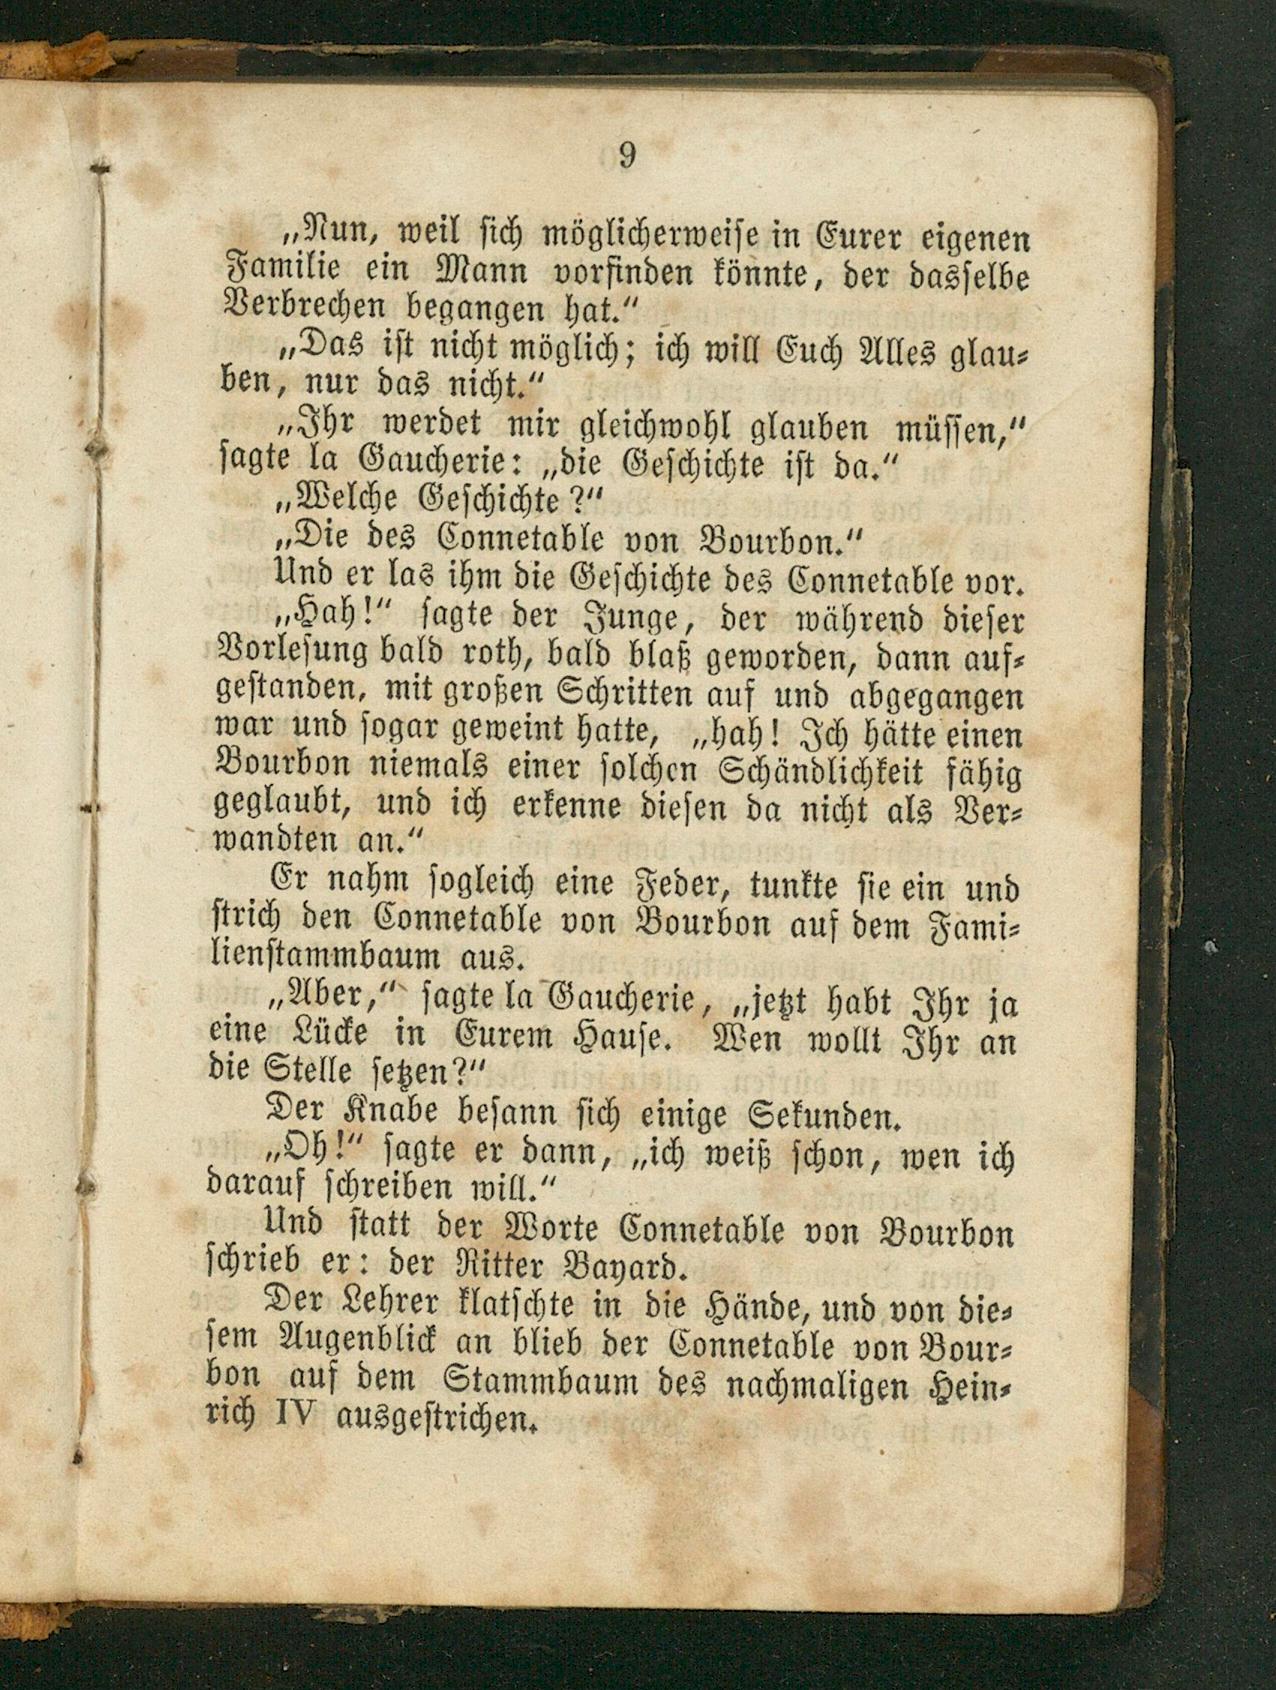 9
„Nun, weil sich möglicherweise in Eurer eigenen
Familie ein Mann vorfinden könnte, der dasselbe
Verbrechen begangen hat.“
„Das ist nicht möglich; ich will Euch Alles glau-
ben, nur das nicht.“
„Ihr werdet mir gleichwohl glauben müssen,“
sagte la Gaucherie: „die Geschichte ist da.“
„Welche Geschichte?“
„Die des Connetable von Bourbon.“
Und er las ihm die Geschichte des Connetable vor.
„Hah!“ sagte der Junge, der während dieser
Vorlesung bald roth, bald blaß geworden, dann auf-
gestanden, mit großen Schritten auf und abgegangen
war und sogar geweint hatte, „hah! Ich hätte einen
Bourbon niemals einer solchen Schändlichkeit fähig
geglaubt, und ich erkenne diesen da nicht als Ver-
wandten an.“
Er nahm sogleich eine Feder, tunkte sie ein und
strich den Connetable von Bourbon auf dem Fami-
lienstammbaum aus.
„Aber,“ sagte la Gaucherie, „jetzt habt Ihr ja
eine Lücke in Eurem Hause. Wen wollt Ihr an
die Stelle setzen?“
Der Knabe besann sich einige Sekunden.
„Oh!“ sagte er dann, „ich weiß schon, wen ich
darauf schreiben will.“
Und statt der Worte Connetable von Bourbon
schrieb er: der Ritter Bayard.
Der Lehrer klatschte in die Hände, und von die-
sem Augenblick an blieb der Connetable von Bour-
bon auf dem Stammbaum des nachmaligen Hein-
rich IV ausgestrichen.